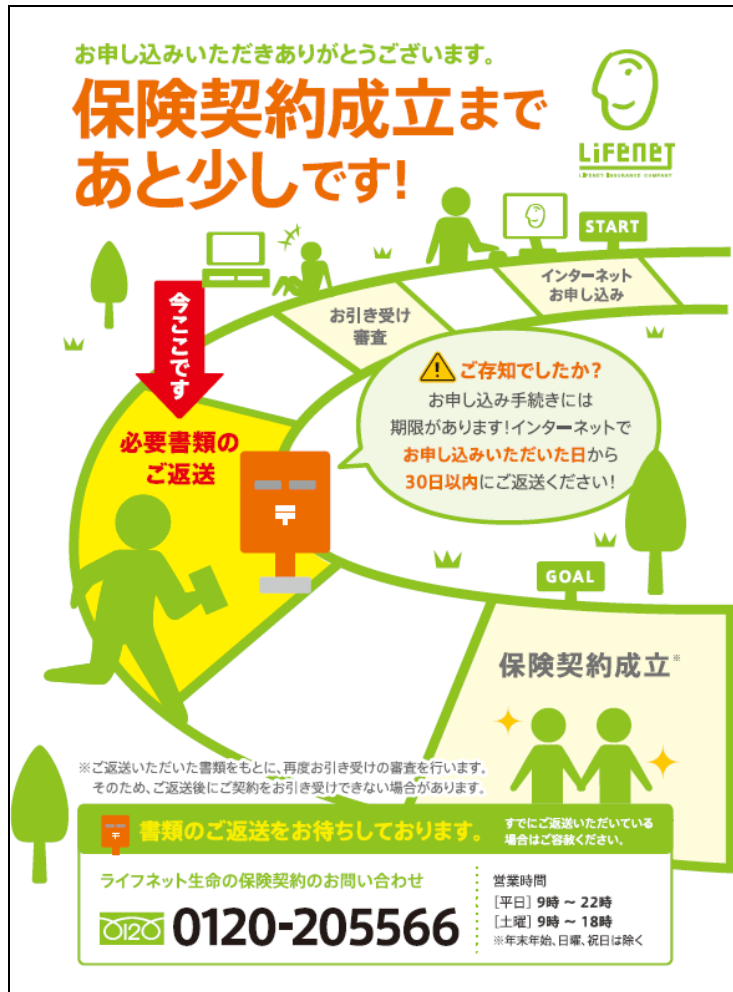 お申し込みいただきありがとうございます。
保険契約成立まで
あと少しです!
LIFENET
LIFENET INSURANCE COMPANY
START
インターネット
お申し込み
お引き受け
審査
今ここです
必要書類の
ご返送
ご存知でしたか?
お申し込み手続きには
期限があります!インターネットで
お申し込みいただいた日から
30日以内にご返送ください!
GOAL
保険契約成立※
※ご返送いただいた書類をもとに、再度お引き受けの審査を行います。
そのため、ご返送後にご契約をお引き受けできない場合があります。
書類のご返送をお待ちしております。
すでにご返送いただいている
場合はご容赦ください。
ライフネット生命の保険契約のお問い合わせ
0120-205566
営業時間
[平日] 9時 ~ 22時
[土曜] 9時 ~ 18時
※年末年始、日曜、祝日は除く